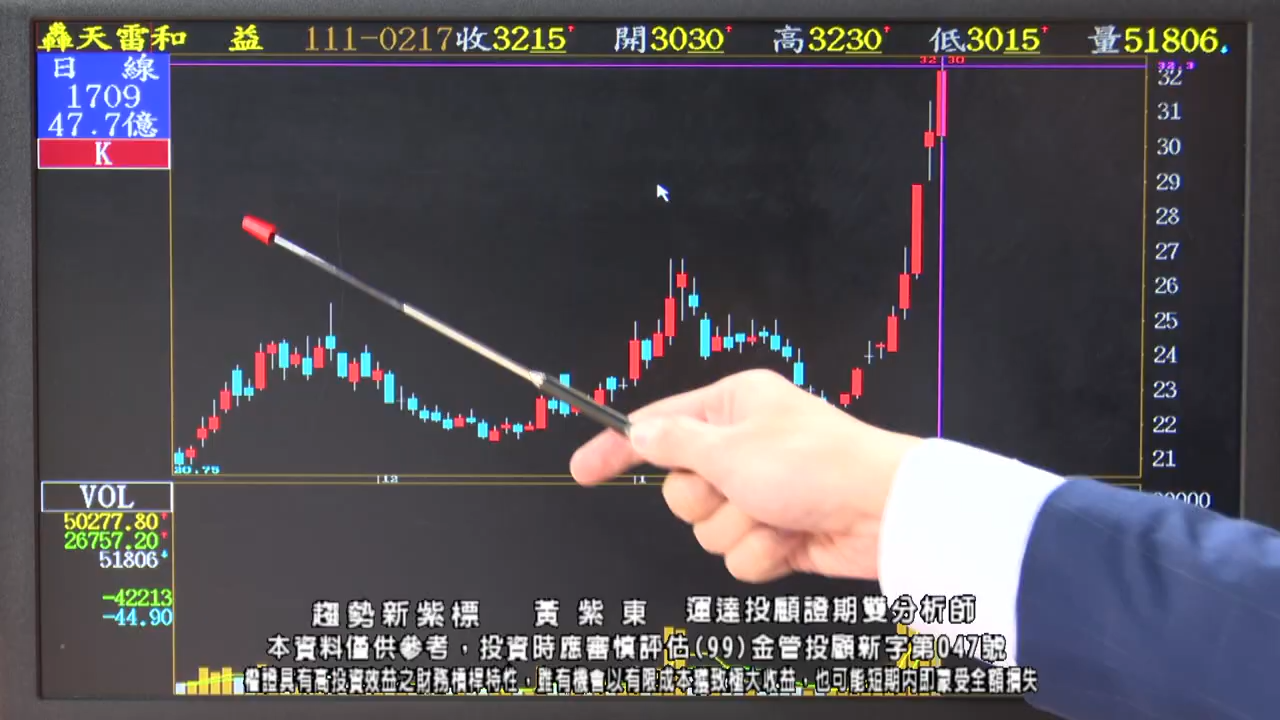 轟天雷和　益 111-0217 收3215 開3030 高3230 低3015 量51806
日　線
1709
47.7億
K
32.30
32.3
32
31
30
29
28
27
26
25
24
23
22
21
20.75
12
1
VOL
50277.80
26757.20
51806
-42213
-44.90
趨勢新紫標　黃紫東　運達投顧證期雙分析師
本資料僅供參考，投資時應審慎評估(99)金管投顧新字第047號
權證具有高投資效益之財務槓桿特性，雖有機會以有限成本獲致極大收益，也可能短期內即蒙受全額損失